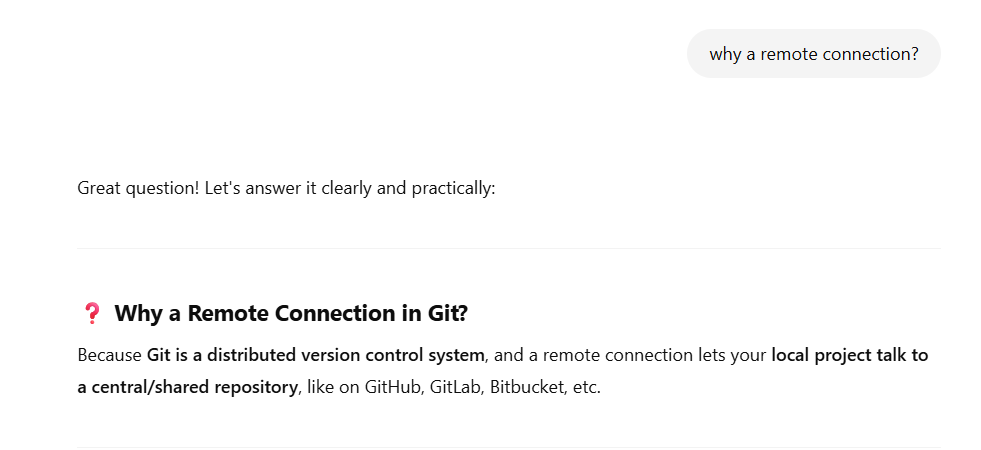 why a remote connection?
Great question! Let's answer it clearly and practically:
❓ Why a Remote Connection in Git?
Because Git is a distributed version control system, and a remote connection lets your local project talk to
a central/shared repository, like on GitHub, GitLab, Bitbucket, etc.